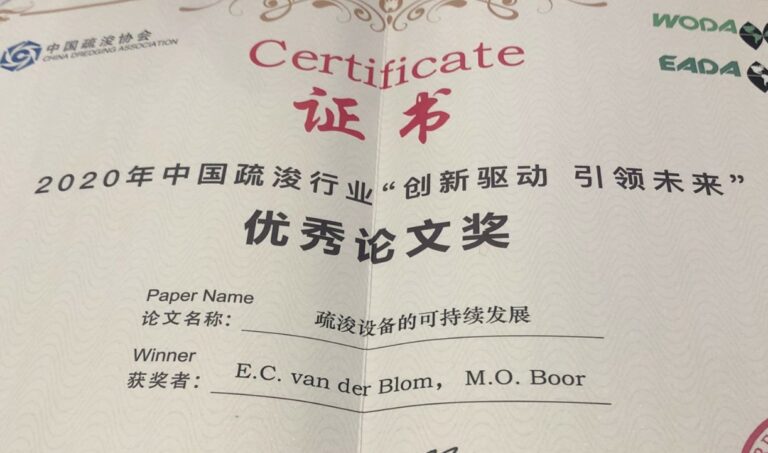 中国疏浚协会
CHINA DREDGING ASSOCIATION
WODA
EADA
Certificate
证书
2020年中国疏浚行业“创新驱动 引领未来”
优秀论文奖
Paper Name
论文名称： 疏浚设备的可持续发展
Winner
获奖者： E.C. van der Blom， M.O. Boor